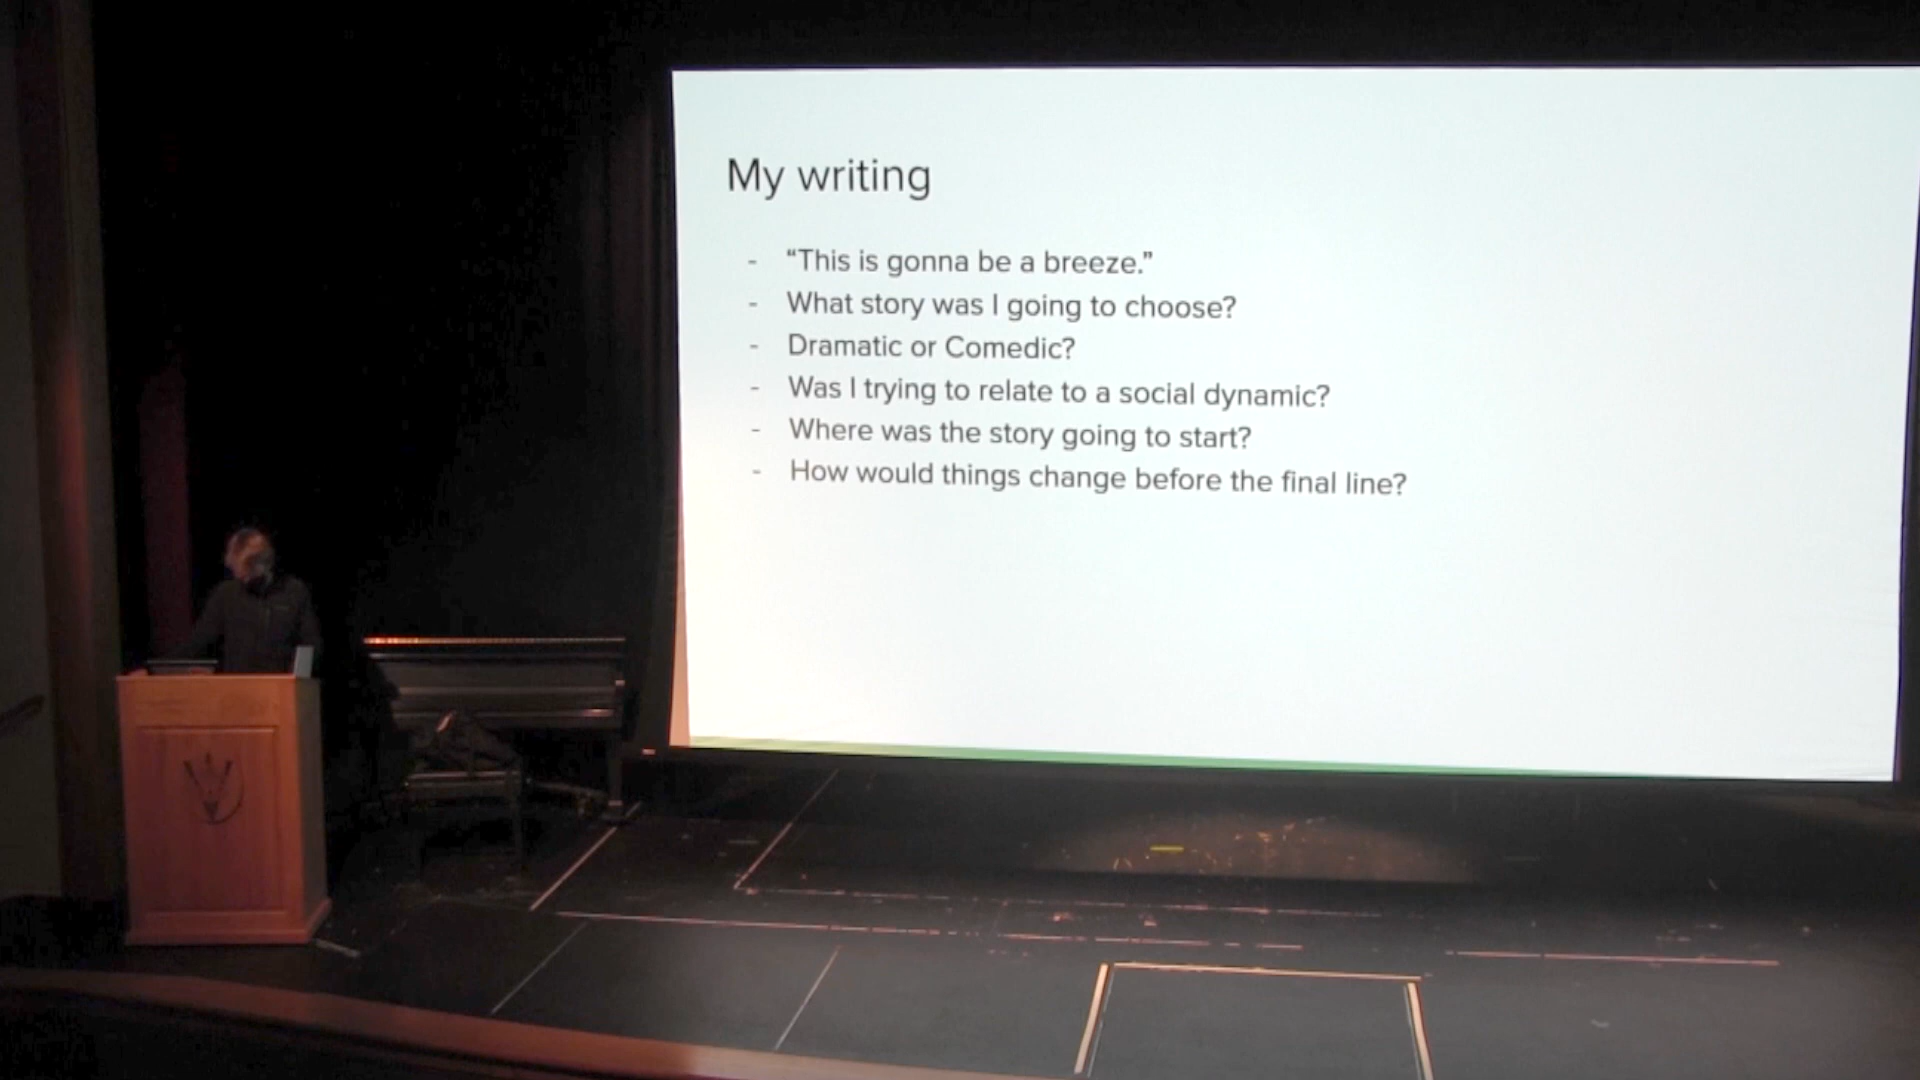 My writing
- “This is gonna be a breeze.”
- What story was I going to choose?
- Dramatic or Comedic?
- Was I trying to relate to a social dynamic?
- Where was the story going to start?
- How would things change before the final line?